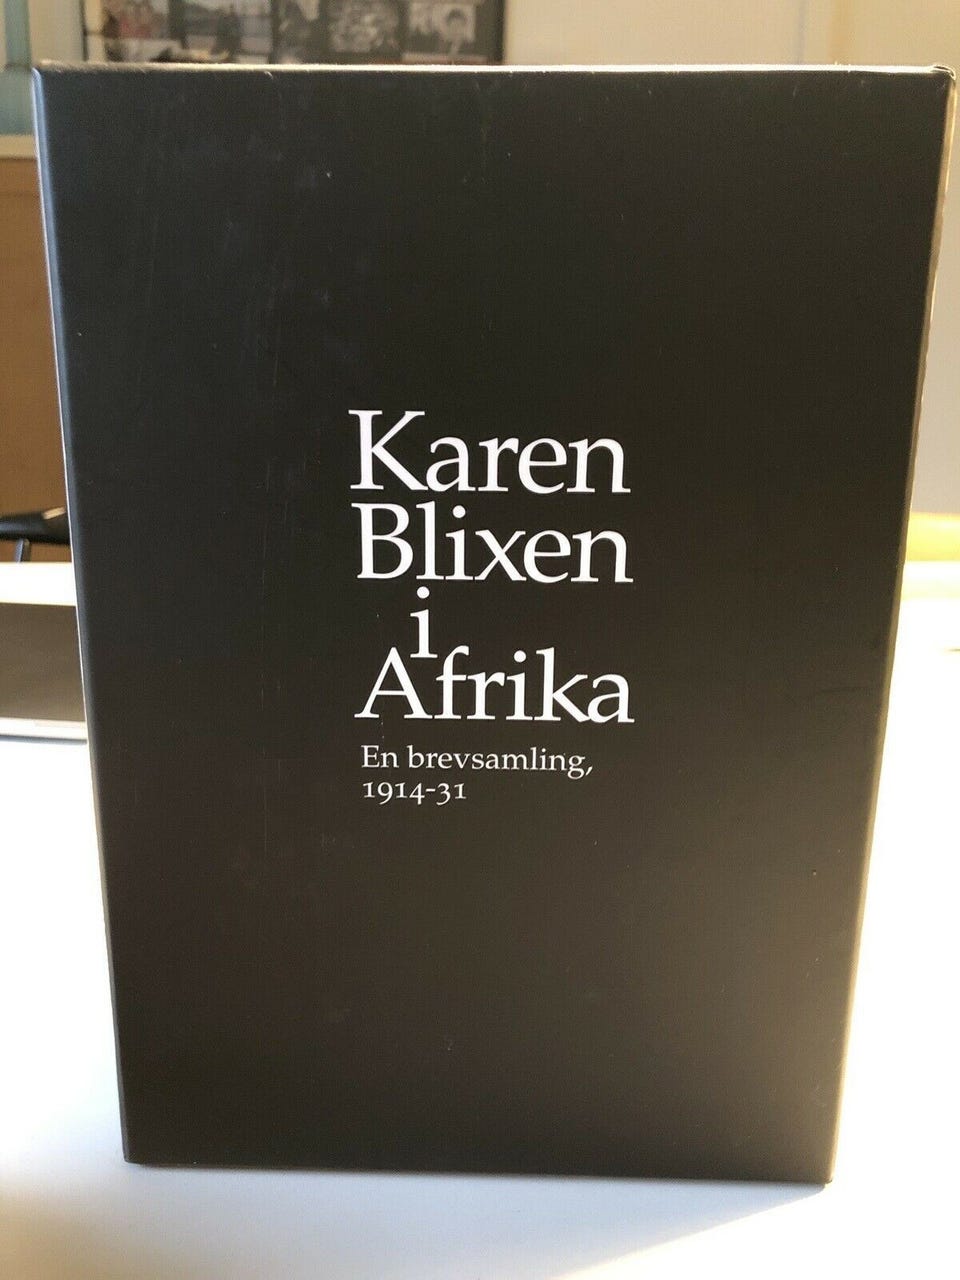 Karen
Blixen
i
Afrika
En brevsamling,
1914-31